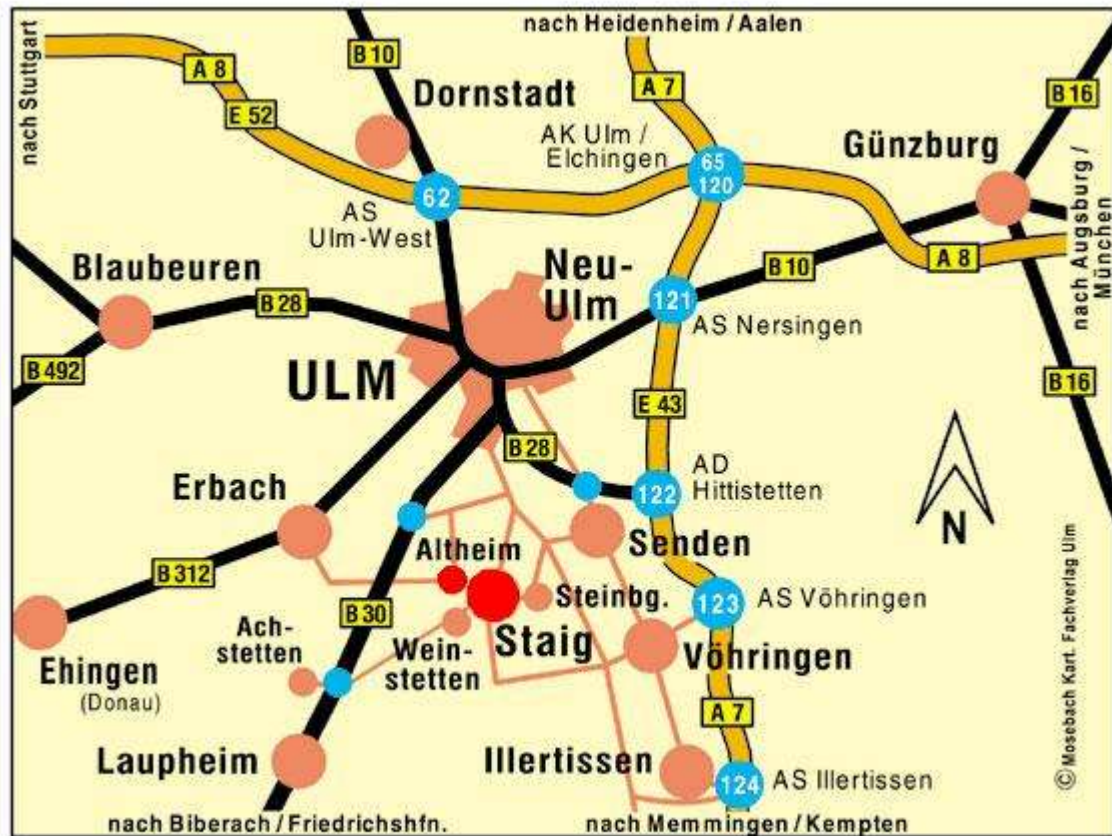 nach Heidenheim / Aalen
nach Stuttgart
B 10
A 8
A 7
B 16
E 52
Dornstadt
AK Ulm /
Elchingen
65
120
Günzburg
62
AS
Ulm-West
nach Augsburg /
München
A 8
B 10
Blaubeuren
B 28
Neu-
Ulm
121
AS Nersingen
B 492
ULM
E 43
B 16
B 28
AD
Hittistetten
122
N
Erbach
Altheim
Senden
B 312
B 30
Steinbg.
123
AS Vöhringen
Ach-
stetten
Wein-
stetten
Staig
Vöhringen
Ehingen
(Donau)
A 7
Laupheim
Illertissen
124
AS Illertissen
nach Biberach / Friedrichshfn.
nach Memmingen / Kempten
© Mosebach Kart. Fachverlag Ulm